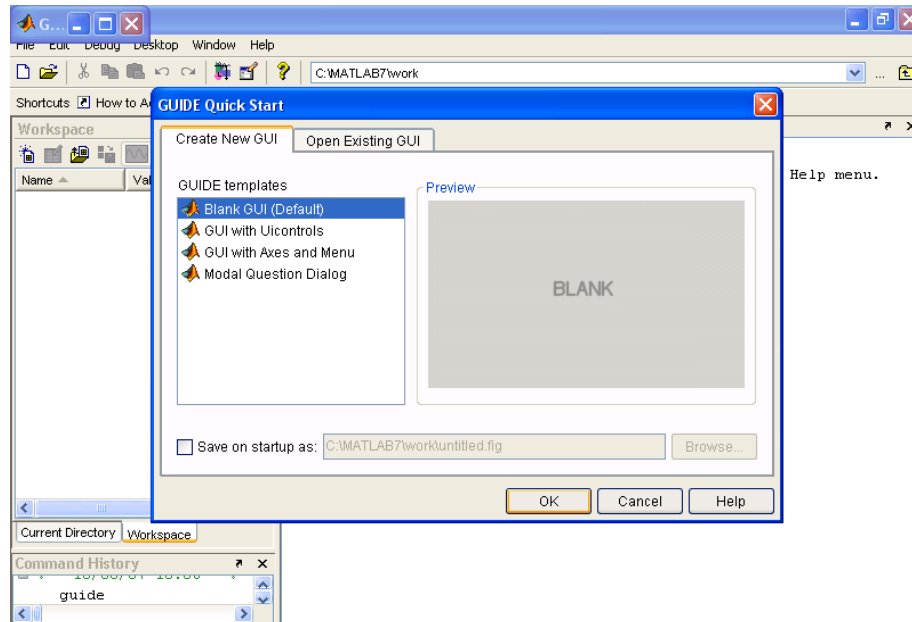 G...
File Edit Debug Desktop Window Help
C:\MATLAB7\work
...
Shortcuts How to A
GUIDE Quick Start
Workspace
Create New GUI Open Existing GUI
Name Val
Help menu.
GUIDE templates
Preview
Blank GUI (Default)
GUI with Uicontrols
GUI with Axes and Menu
Modal Question Dialog
BLANK
Save on startup as: C:\MATLAB7\work\untitled.fig Browse...
OK Cancel Help
Current Directory Workspace
Command History
guide